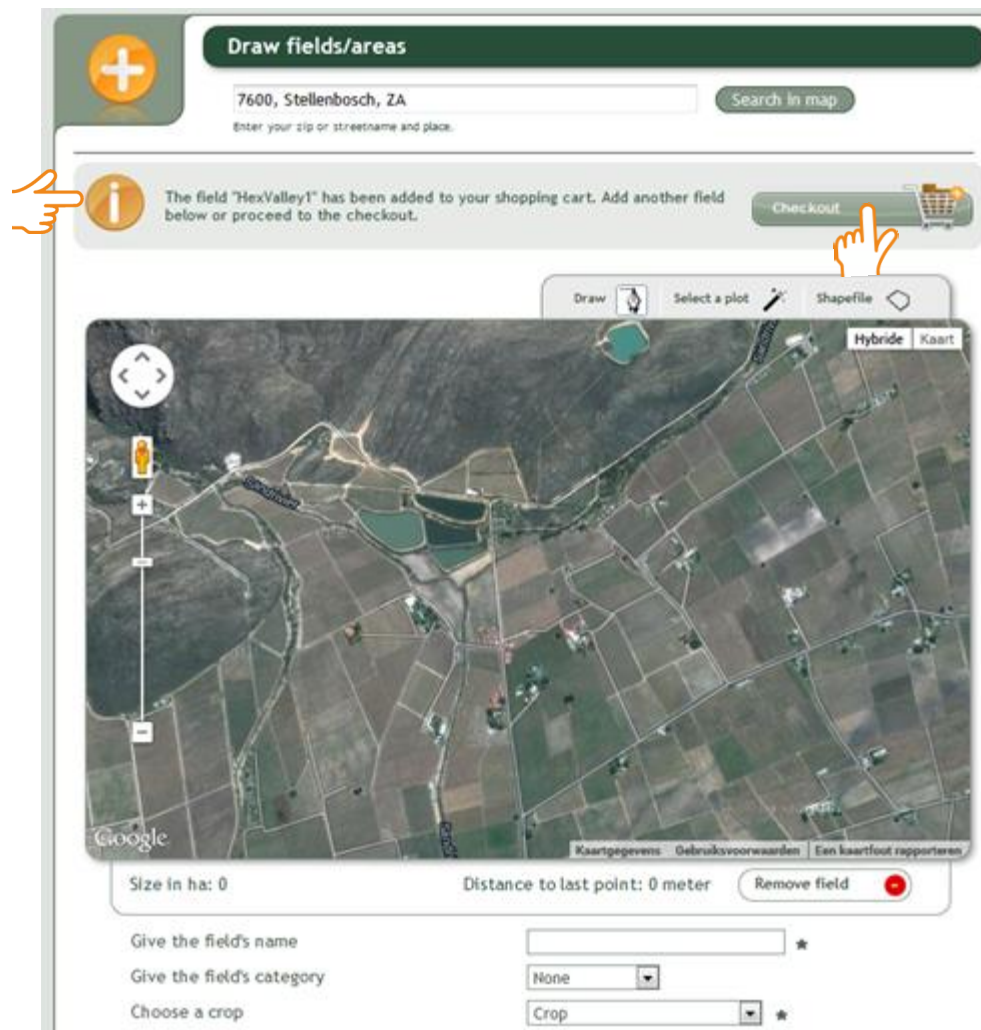 Draw fields/areas
7600, Stellenbosch, ZA
Search in map
Enter your zip or streetname and place.
The field "HexValley1" has been added to your shopping cart. Add another field
below or proceed to the checkout.
Checkout
Draw
Select a plot
Shapefile
Hybride
Kaart
Google
Kaartgegevens
Gebruiksvoorwaarden
Een kaartfout rapporteren
Size in ha: 0
Distance to last point: 0 meter
Remove field
Give the field's name
Give the field's category
None
Choose a crop
Crop